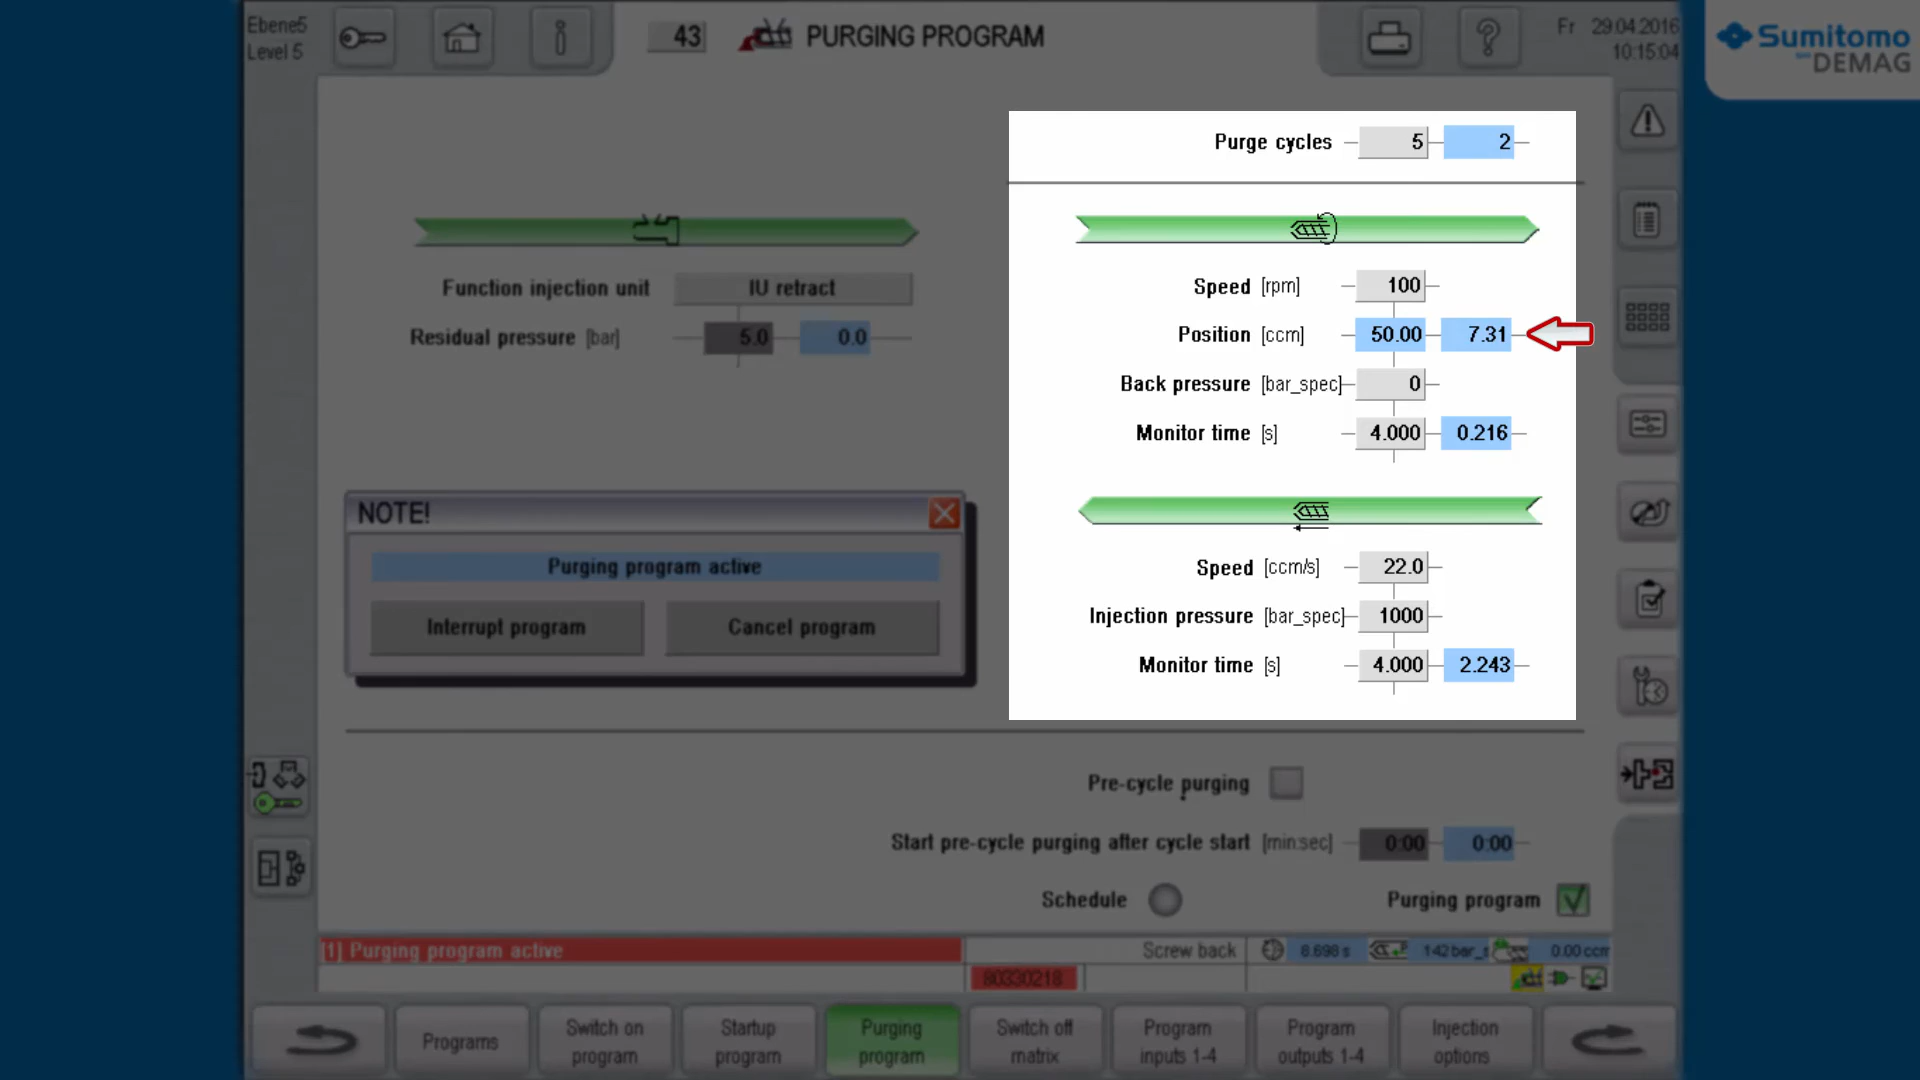 Ebene5
Level 5
43
PURGING PROGRAM
Fr 29.04.2016
10:15:04
Sumitomo
DEMAG
Purge cycles 5 2
Function injection unit IU retract
Residual pressure [bar] 5.0 0.0
Speed [rpm] 100
Position [ccm] 50.00 7.31
Back pressure [bar_spec] 0
Monitor time [s] 4.000 0.216
NOTE!
Purging program active
Interrupt program Cancel program
Speed [ccm/s] 22.0
Injection pressure [bar_spec] 1000
Monitor time [s] 4.000 2.243
Pre-cycle purging
Start pre-cycle purging after cycle start [min:sec] 0:00 0:00
Schedule
Purging program
[1] Purging program active
Screw back
8.698 s
142 bar_s
0.00 ccm
80330218
Programs
Switch on
program
Startup
program
Purging
program
Switch off
matrix
Program
inputs 1-4
Program
outputs 1-4
Injection
options